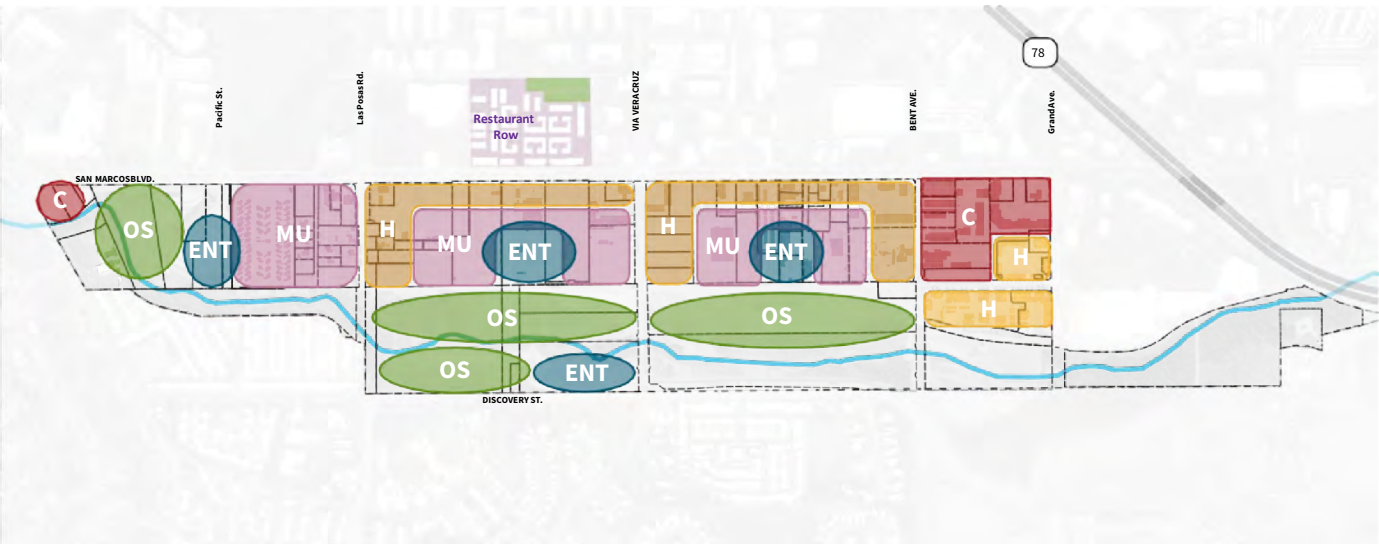 78
Pacific St.
Las Posas Rd.
VIA VERACRUZ
BENT AVE.
Grand Ave.
Restaurant
Row
SAN MARCOS BLVD.
C
OS
ENT
MU
H
MU
ENT
H
MU
ENT
C
H
OS
OS
H
OS
ENT
DISCOVERY ST.